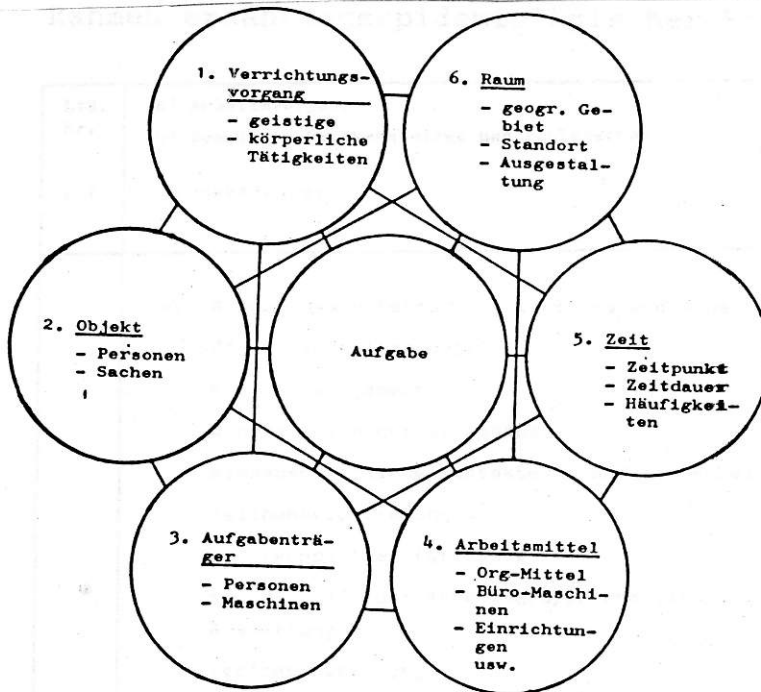 1. Verrichtungs-
vorgang
- geistige
- körperliche
Tätigkeiten
6. Raum
- geogr. Ge-
biet
- Standort
- Ausgestal-
tung
2. Objekt
- Personen
- Sachen
Aufgabe
5. Zeit
- Zeitpunkt
- Zeitdauer
- Häufigkei-
ten
3. Aufgabenträ-
ger
- Personen
- Maschinen
4. Arbeitsmittel
- Org-Mittel
- Büro-Maschi-
nen
- Einrichtun-
gen
usw.